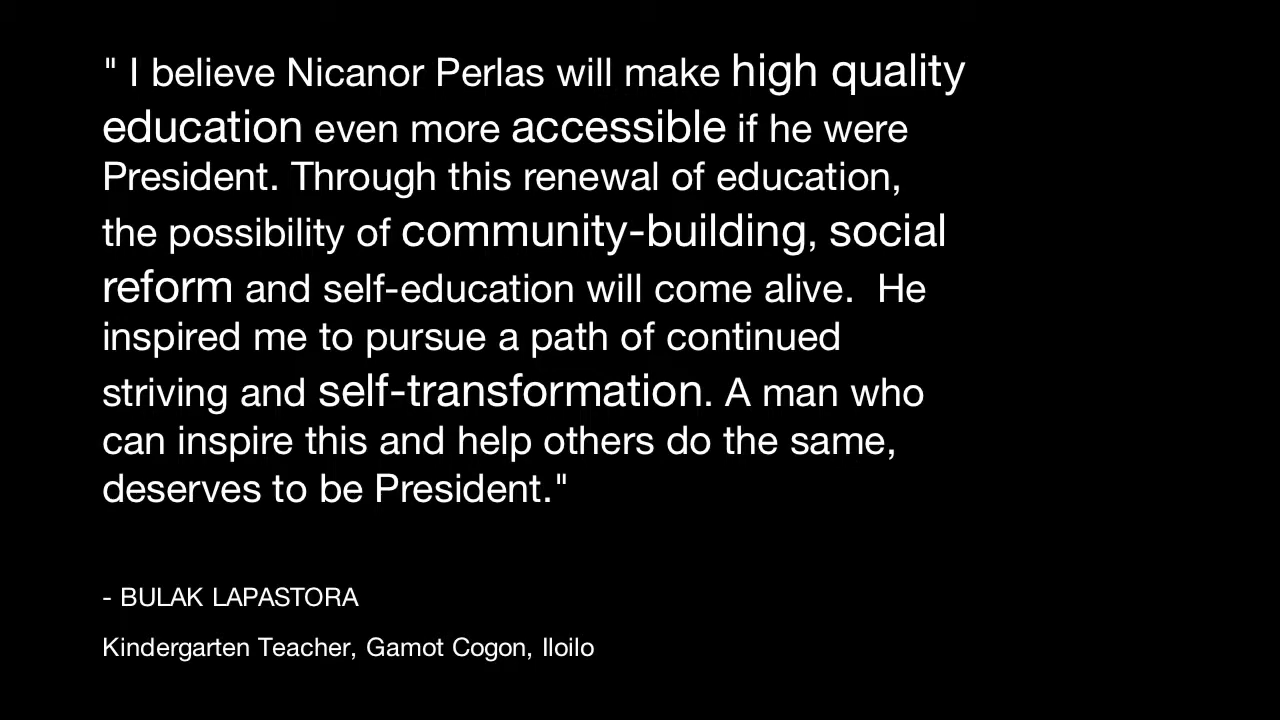 " I believe Nicanor Perlas will make high quality
education even more accessible if he were
President. Through this renewal of education,
the possibility of community-building, social
reform and self-education will come alive.  He
inspired me to pursue a path of continued
striving and self-transformation. A man who
can inspire this and help others do the same,
deserves to be President."
- BULAK LAPASTORA
Kindergarten Teacher, Gamot Cogon, Iloilo